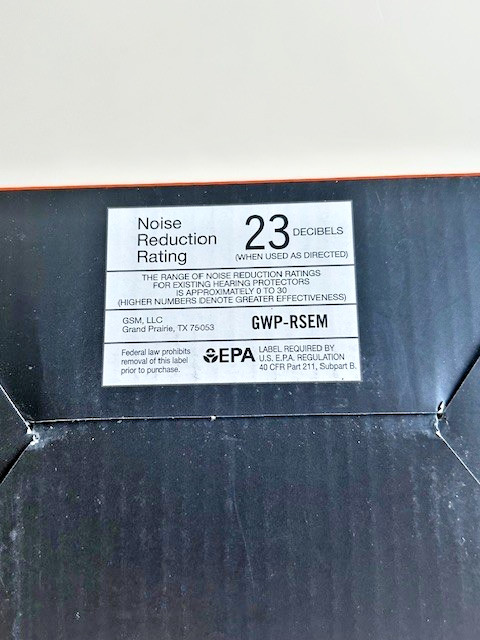 Noise
Reduction
Rating
23 DECIBELS
(WHEN USED AS DIRECTED)
THE RANGE OF NOISE REDUCTION RATINGS
FOR EXISTING HEARING PROTECTORS
IS APPROXIMATELY 0 TO 30
(HIGHER NUMBERS DENOTE GREATER EFFECTIVENESS)
GSM, LLC
Grand Prairie, TX 75053
GWP-RSEM
Federal law prohibits
removal of this label
prior to purchase.
EPA
LABEL REQUIRED BY
U.S. E.P.A. REGULATION
40 CFR Part 211, Subpart B.